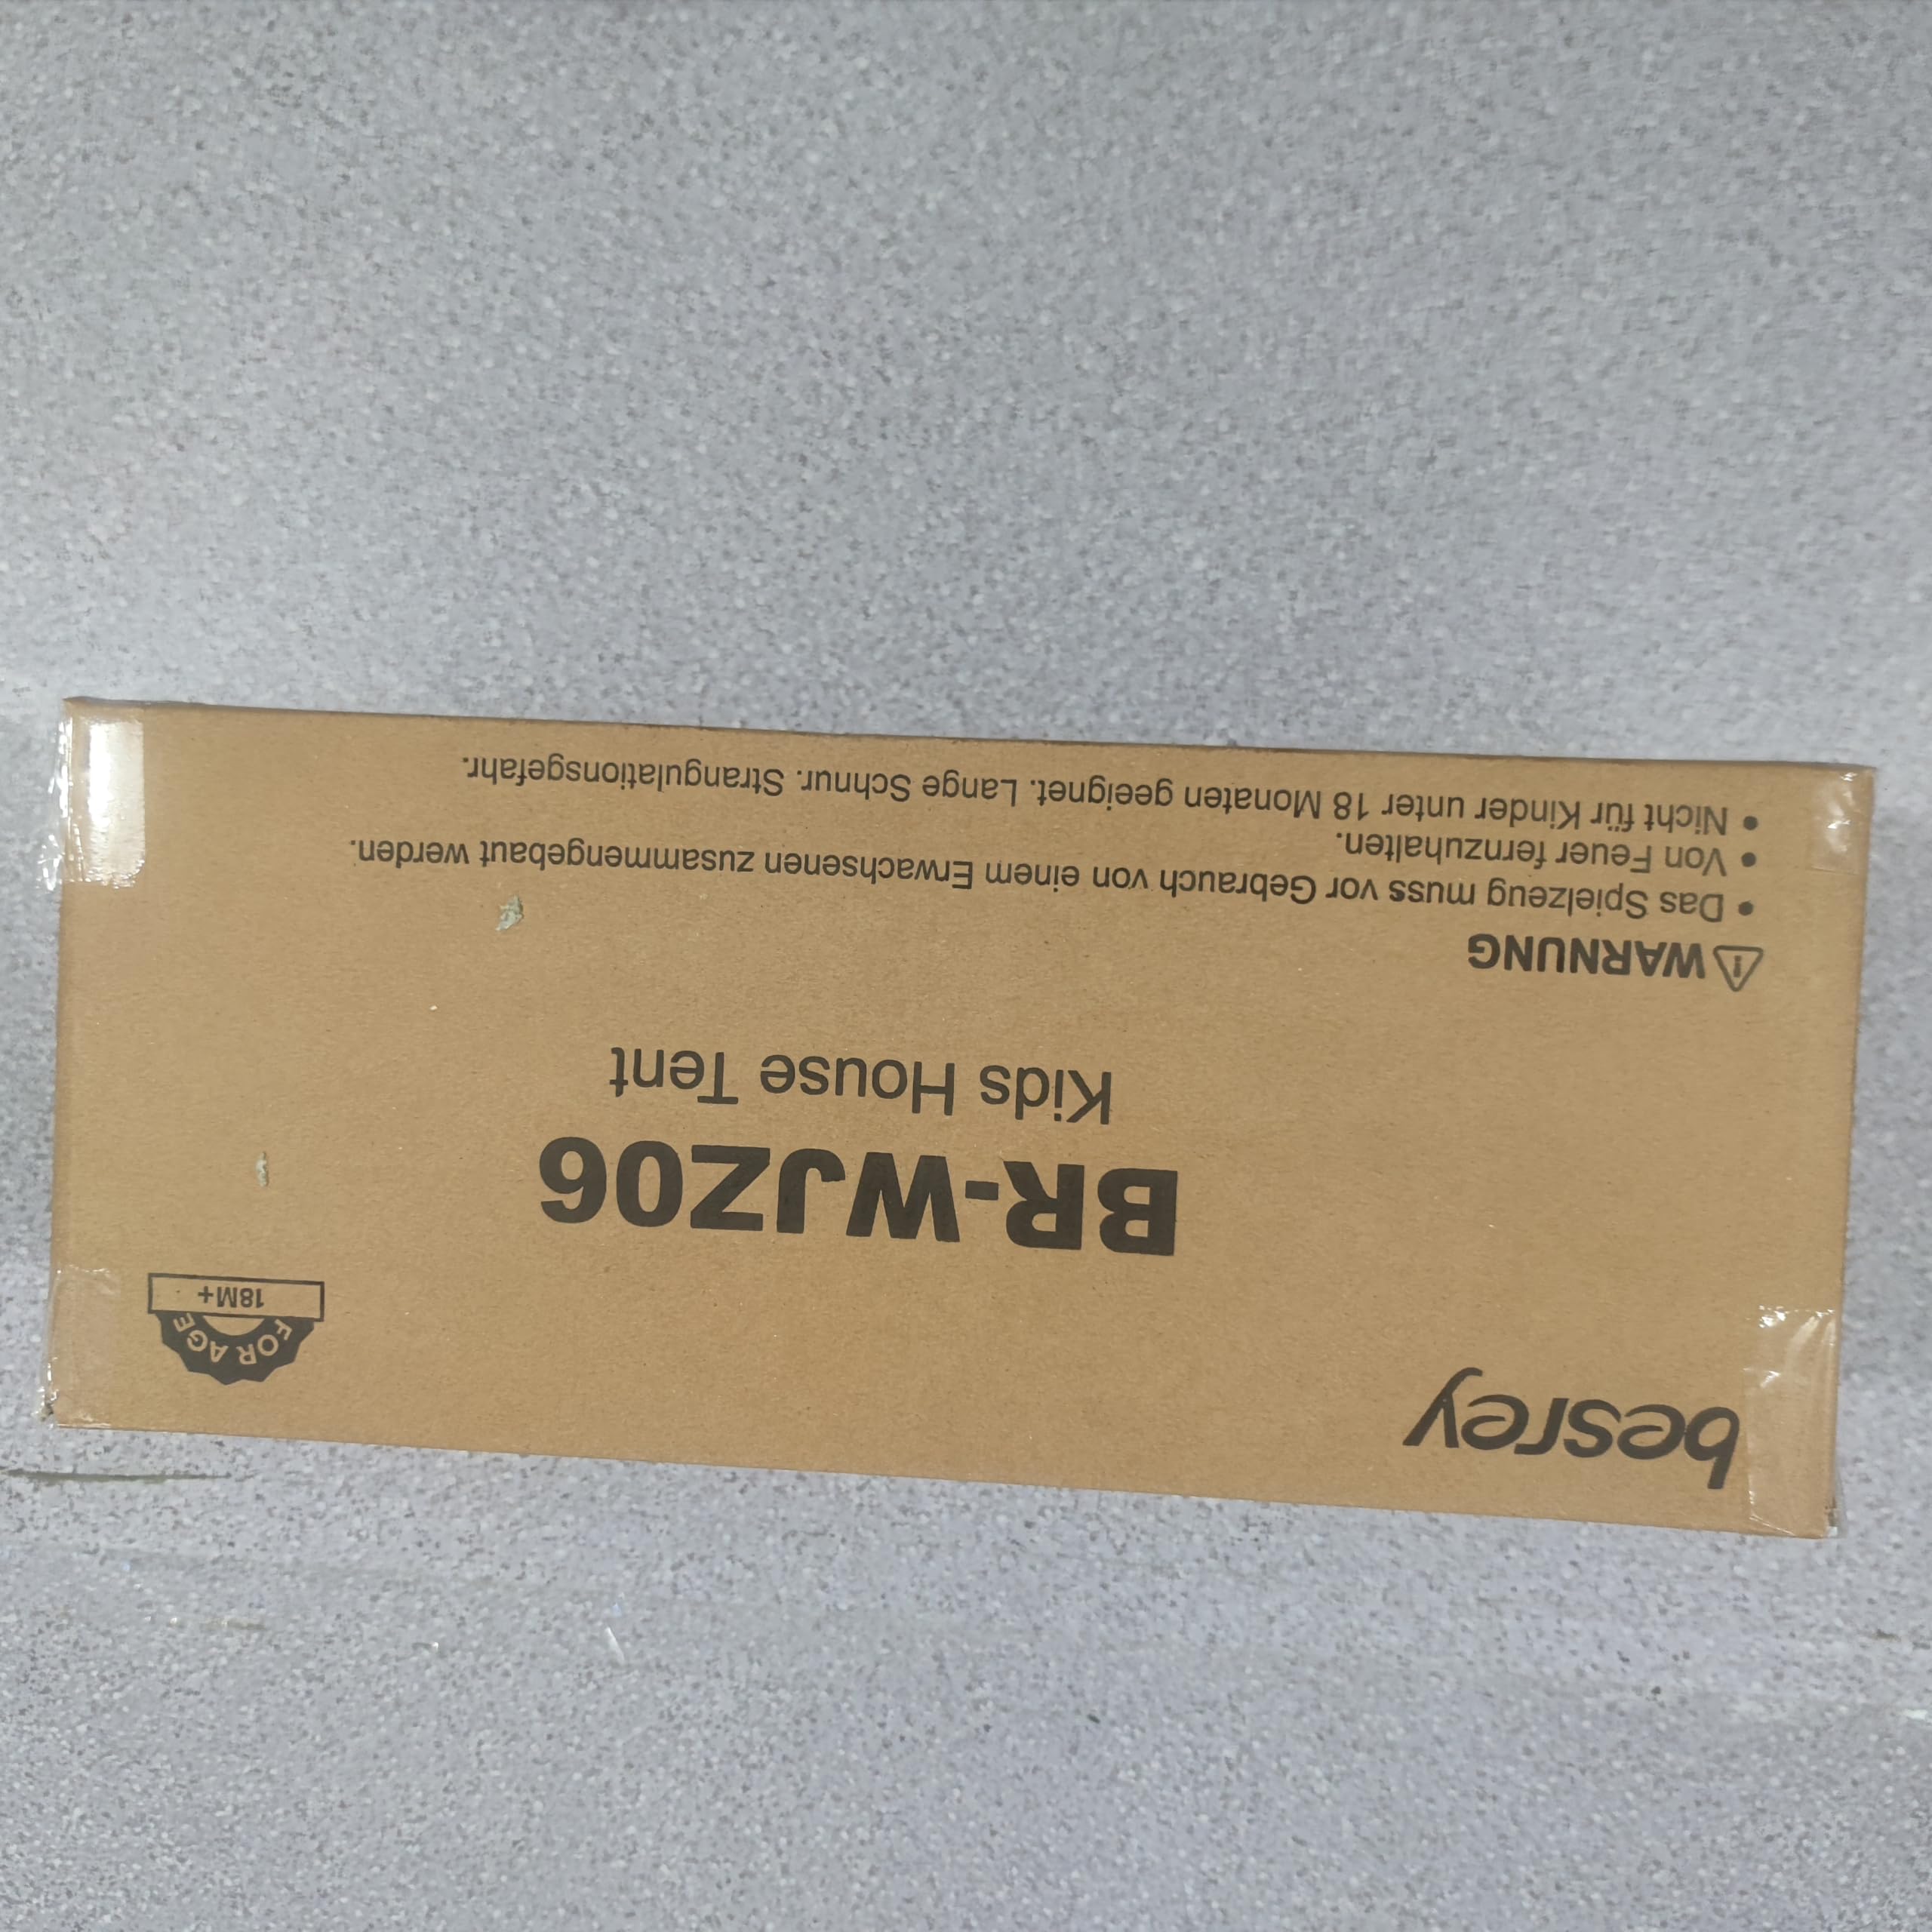 besrey
FOR AGE
18M+
BR-WJZ06
Kids House Tent
WARNUNG
• Das Spielzeug muss vor Gebrauch von einem Erwachsenen zusammengebaut werden.
• Von Feuer fernzuhalten.
• Nicht für Kinder unter 18 Monaten geeignet. Lange Schnur. Strangulationsgefahr.